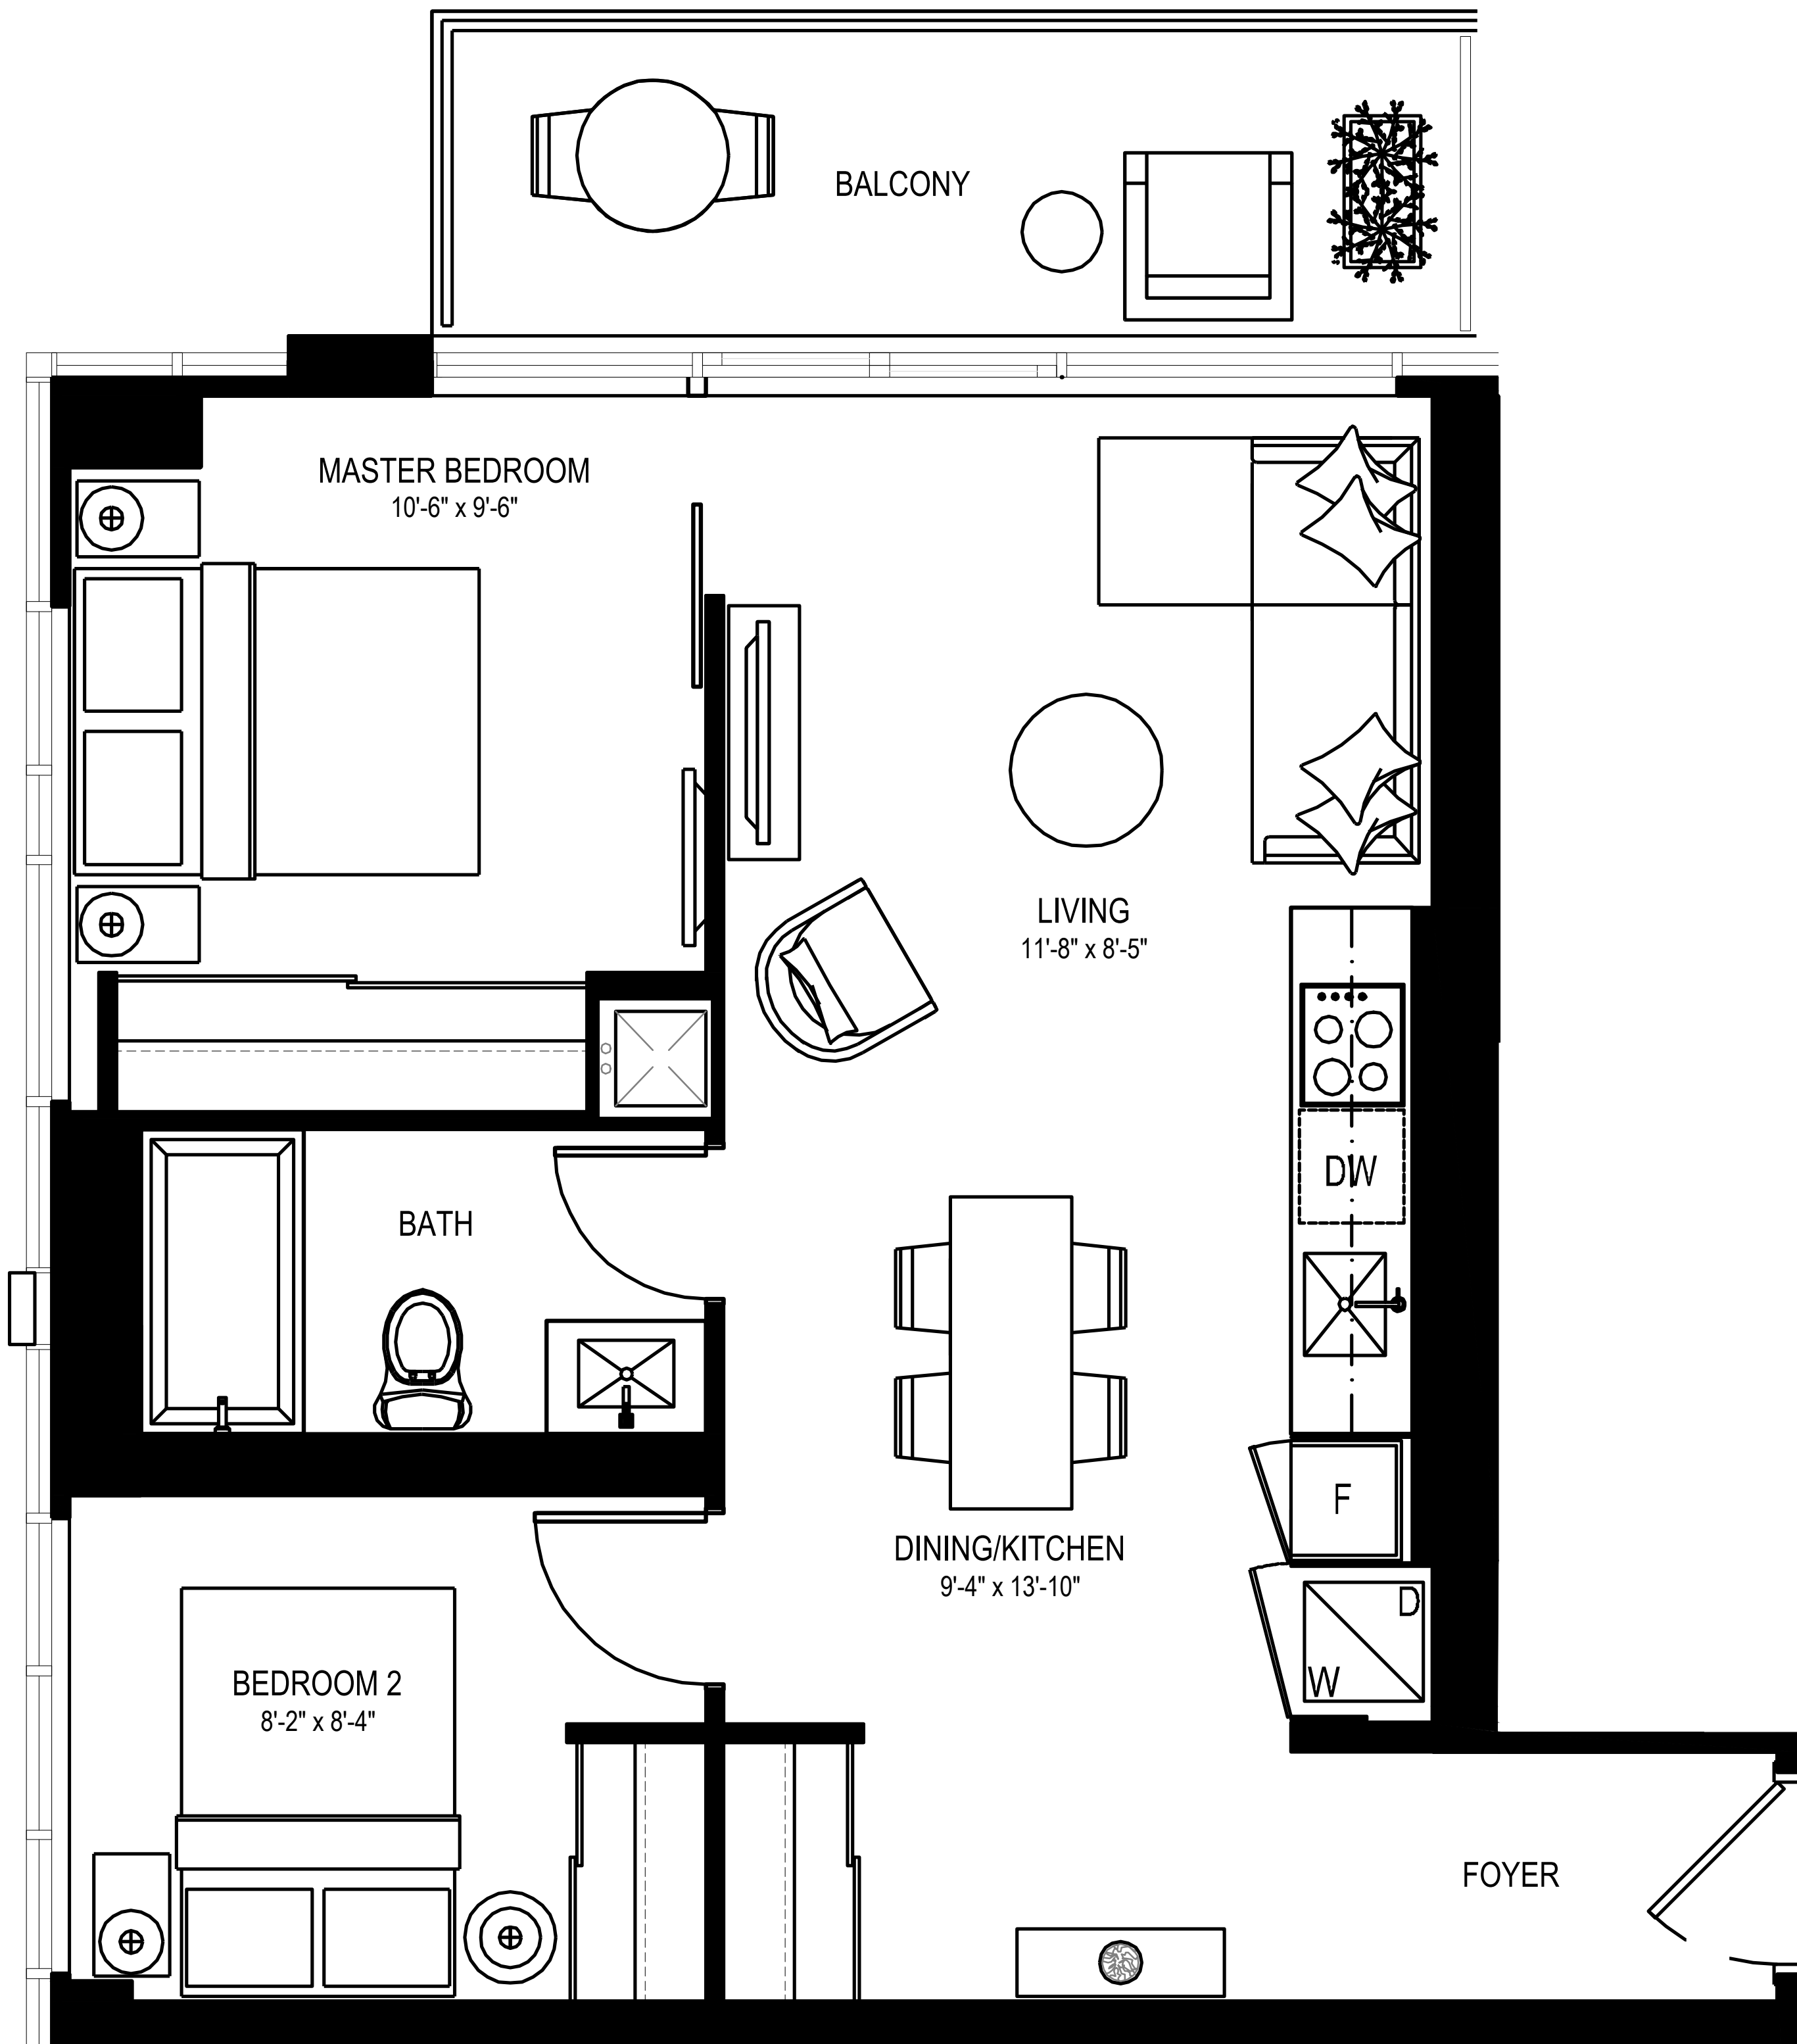 BALCONY
MASTER BEDROOM
10'-6" x 9'-6"
LIVING
11'-8" x 8'-5"
DW
BATH
F
DINING/KITCHEN
9'-4" x 13'-10"
D
W
BEDROOM 2
8'-2" x 8'-4"
FOYER